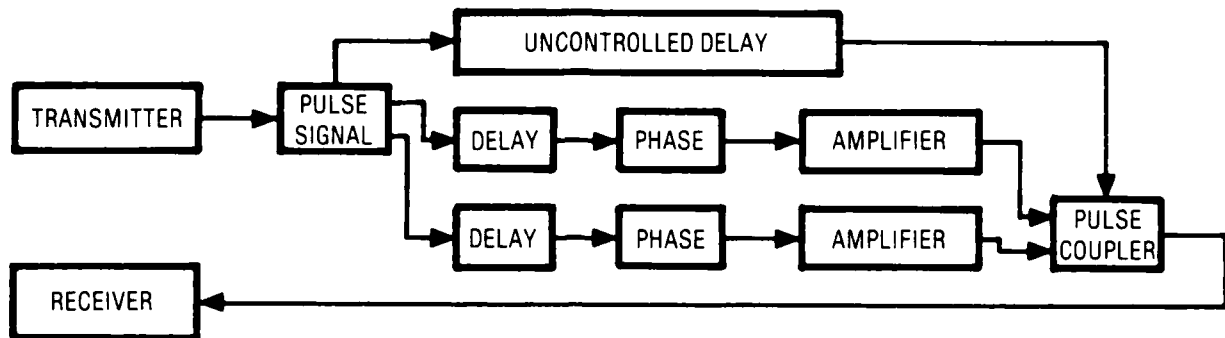 UNCONTROLLED DELAY
TRANSMITTER
PULSE
SIGNAL
DELAY
PHASE
AMPLIFIER
DELAY
PHASE
AMPLIFIER
PULSE
COUPLER
RECEIVER